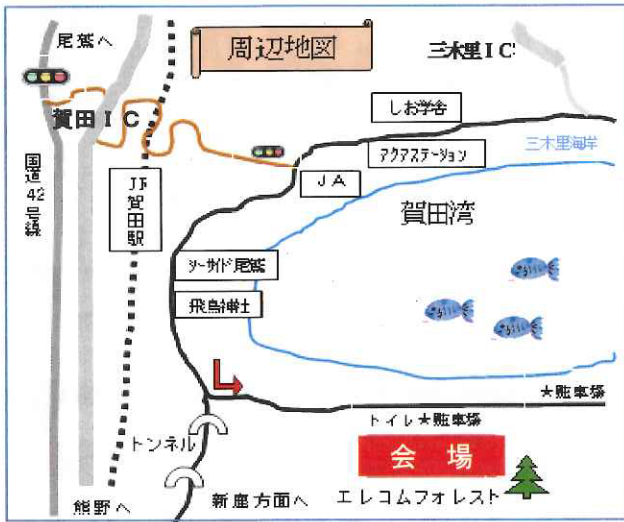 尾鷲へ
周辺地図
三木里IC
賀田IC
しお学舎
アクアステーション
三木里海岸
JA
国道42号線
JR賀田駅
賀田湾
シーサイド尾鷲
飛鳥神社
★駐車場
トイレ★駐車場
トンネル
会場
熊野へ
新鹿方面へ
エレコムフォレスト